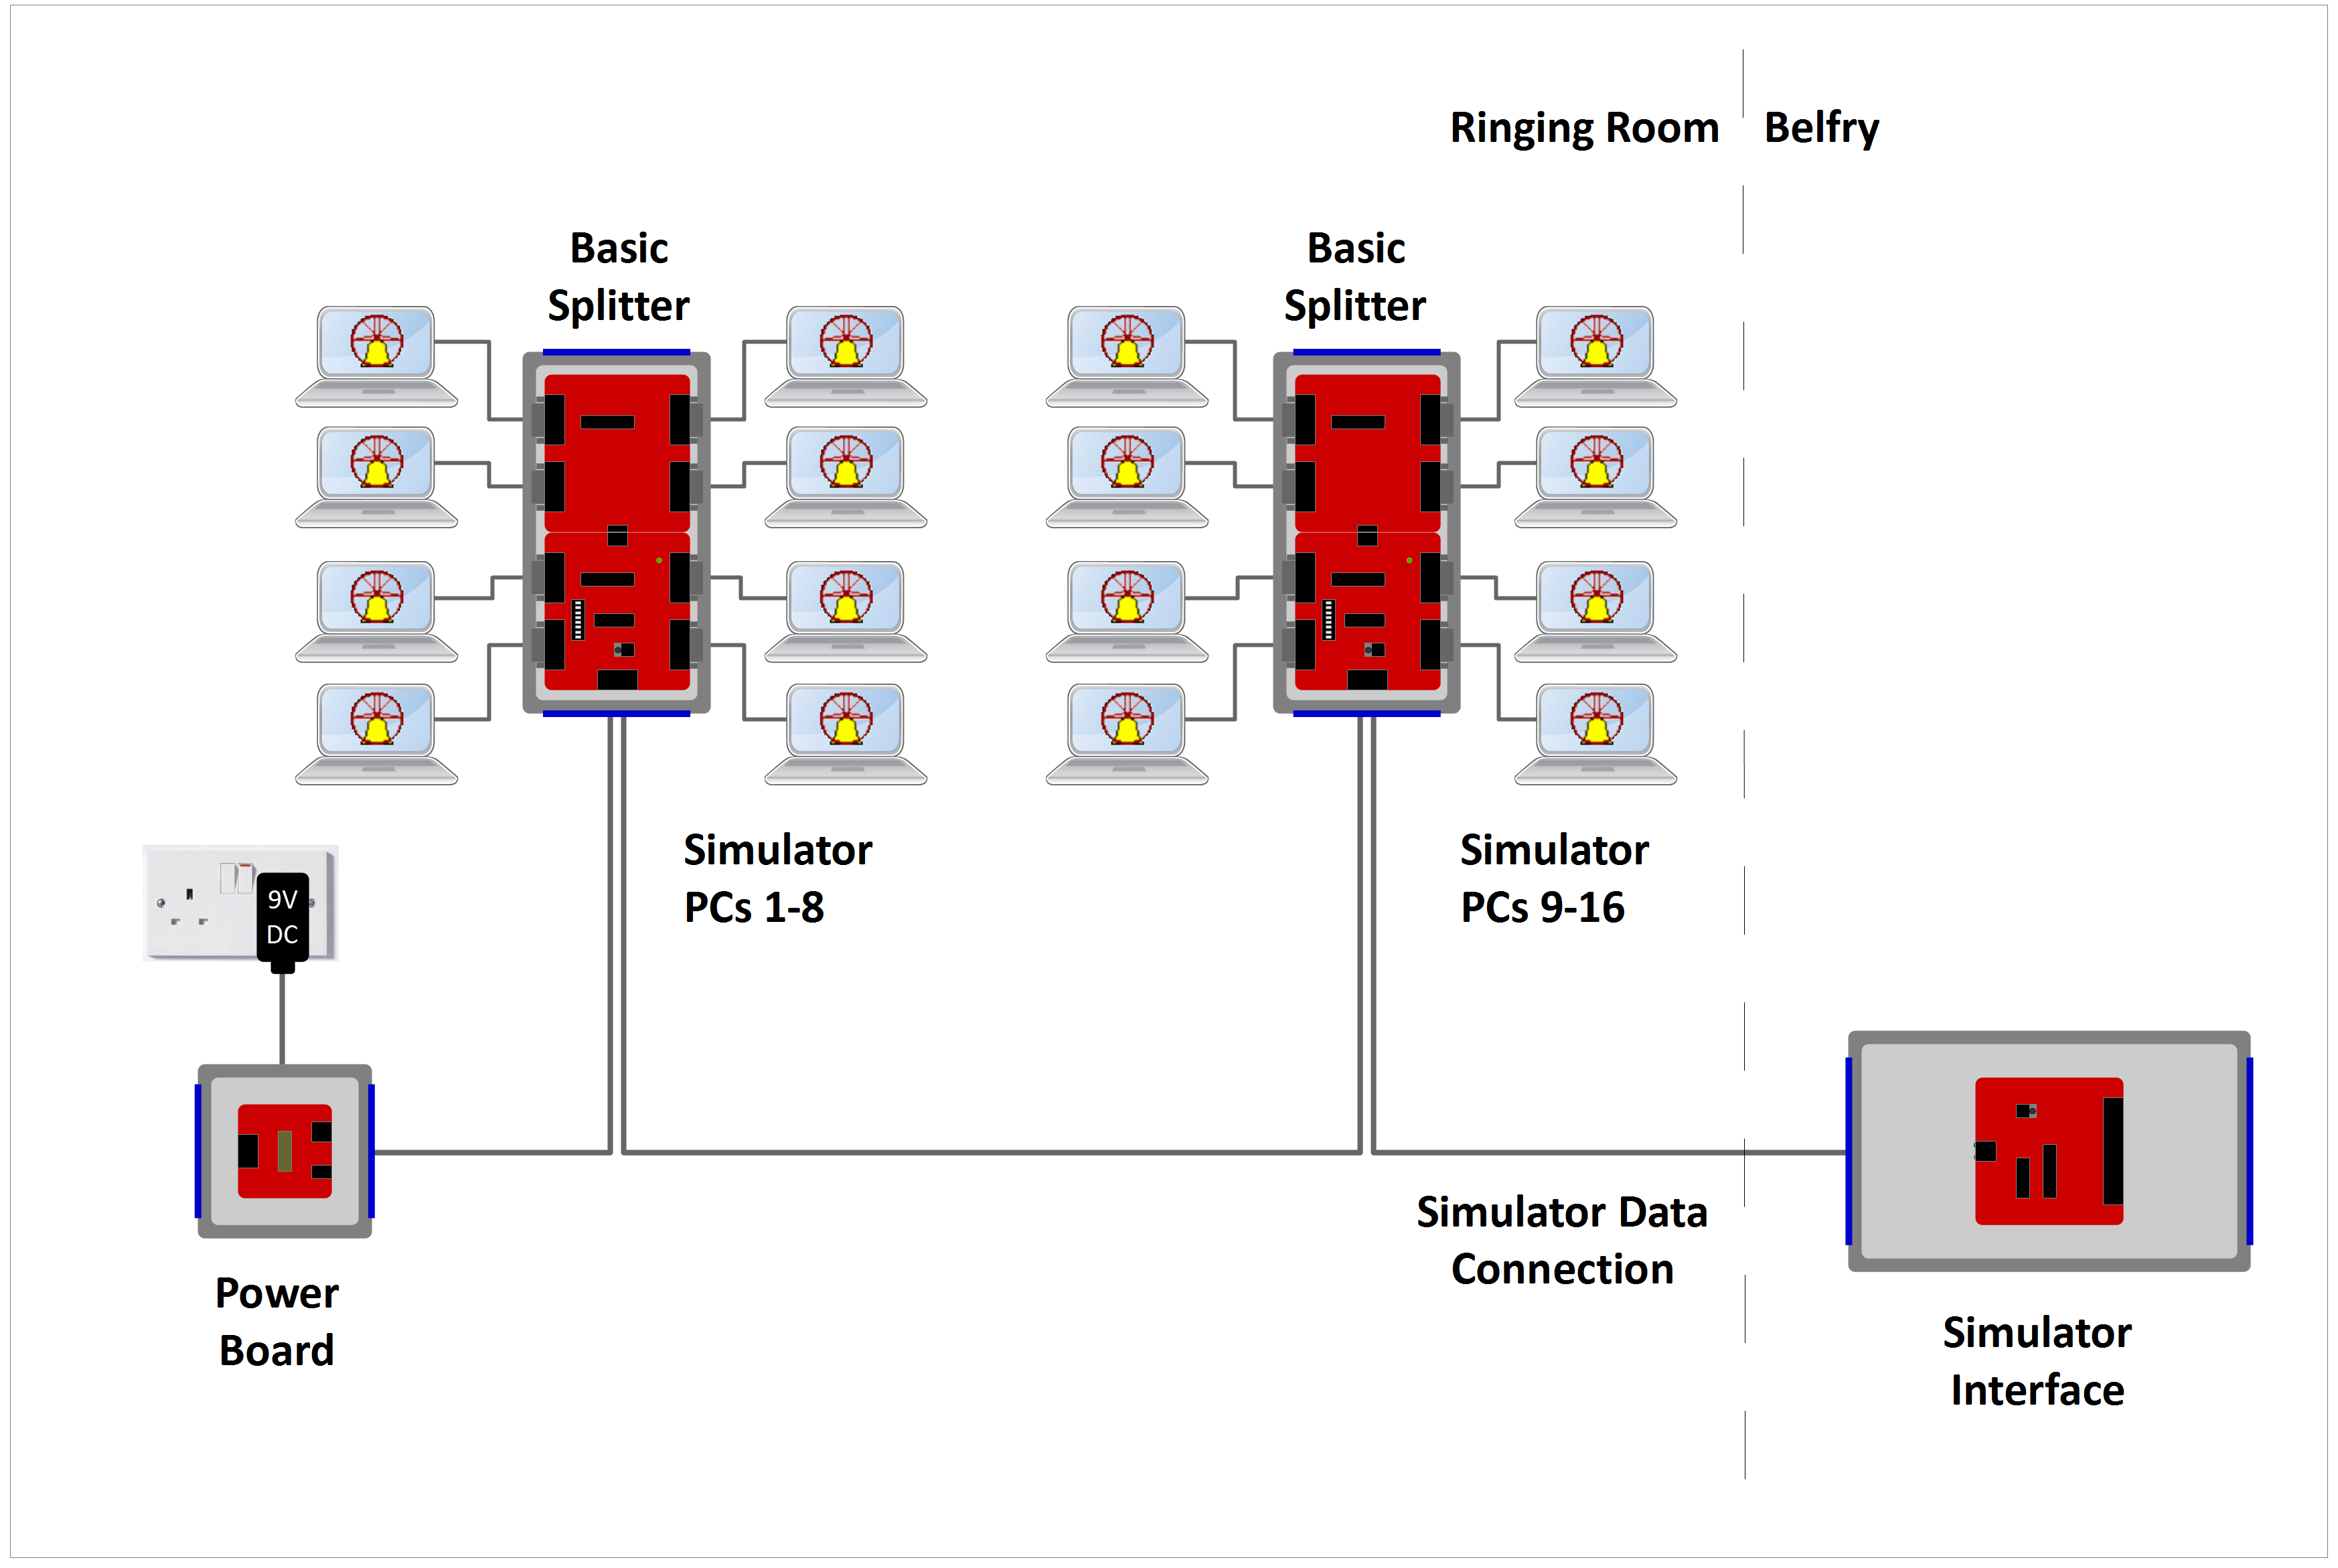 Ringing Room
Belfry
Basic
Splitter
Basic
Splitter
Simulator
PCs 1-8
Simulator
PCs 9-16
9V
DC
Simulator Data
Connection
Power
Board
Simulator
Interface